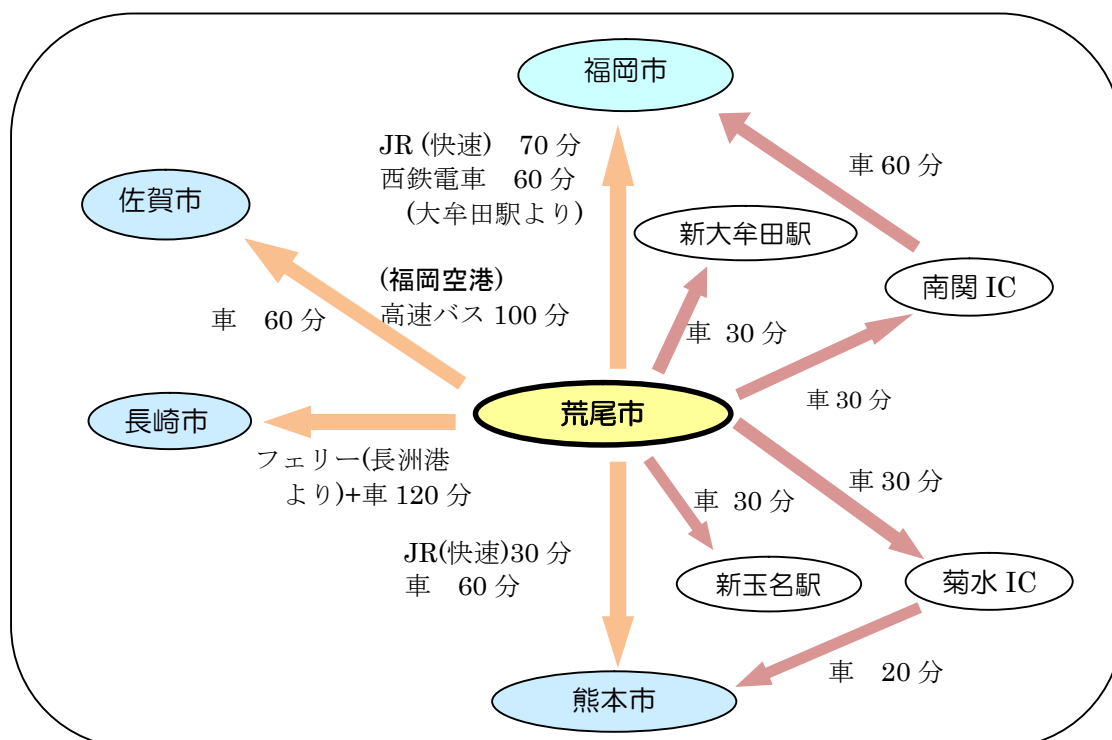 福岡市
JR (快速)　70 分
西鉄電車　60 分
(大牟田駅より)
車 60 分
佐賀市
新大牟田駅
(福岡空港)
高速バス 100 分
南関 IC
車　60 分
車 30 分
荒尾市
車 30 分
長崎市
フェリー(長洲港
より)+車 120 分
車 30 分
車 30 分
JR(快速)30 分
車　60 分
新玉名駅
菊水 IC
車　20 分
熊本市